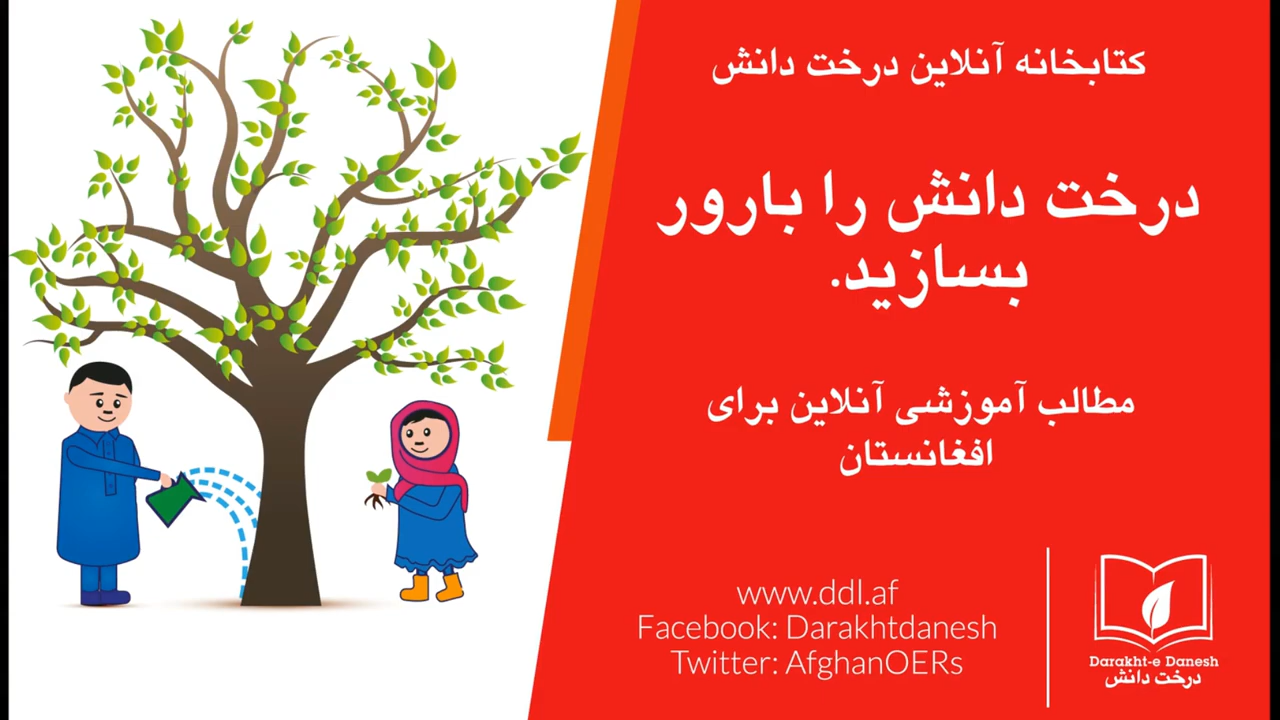 کتابخانه آنلاین درخت دانش
درخت دانش را بارور
بسازید.
مطالب آموزشی آنلاین برای
افغانستان
www.ddl.af
Facebook: Darakhtdanesh
Twitter: AfghanOERs
Darakht-e Danesh
درخت دانش